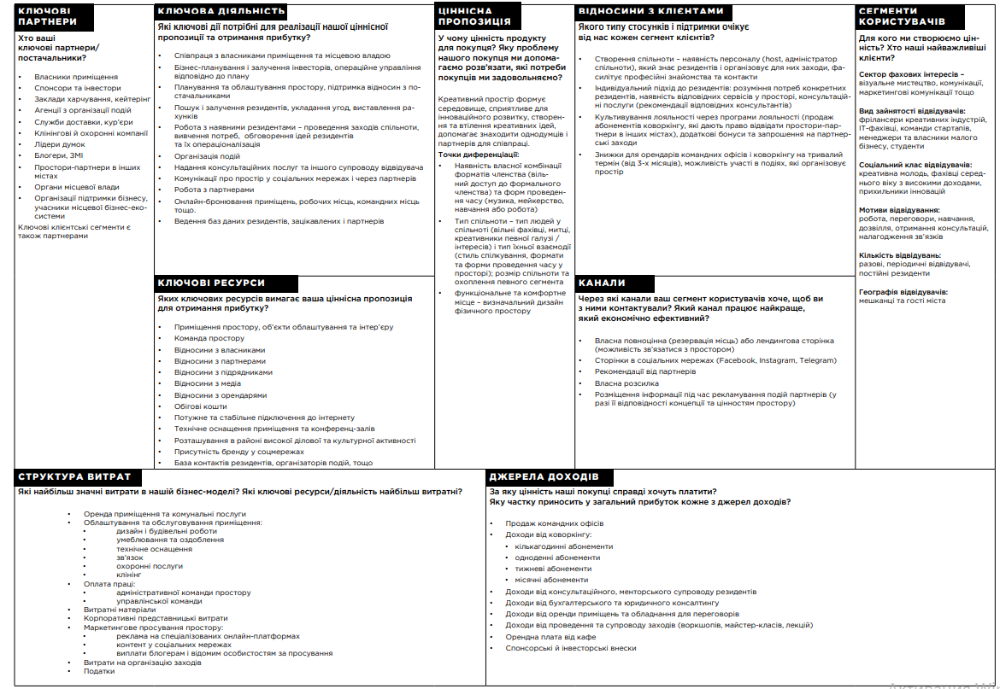 КЛЮЧОВІ
ПАРТНЕРИ
Хто ваші
ключові партнери/
постачальники?
• Власники приміщення
• Спонсори та інвестори
• Заклади харчування, кейтерінг
• Агенції з організації подій
• Служби доставки, кур’єри
• Клінінгові й охоронні компанії
• Лідери думок
• Блогери, ЗМІ
• Простори-партнери в інших
містах
• Органи місцевої влади
• Організації підтримки бізнесу,
учасники місцевої бізнес-еко-
системи
Ключові клієнтські сегменти є
також партнерами
КЛЮЧОВА ДІЯЛЬНІСТЬ
Які ключові дії потрібні для реалізації нашої ціннісної
пропозиції та отримання прибутку?
• Співпраця з власниками приміщення та місцевою владою
• Бізнес-планування і залучення інвесторів, операційне управління
відповідно до плану
• Планування та облаштування простору, підтримка відносин з по-
стачальниками
• Пошук і залучення резидентів, укладання угод, виставлення ра-
хунків
• Робота з наявними резидентами – проведення заходів спільноти,
вивчення потреб, обговорення ідей резидентів
та їх операціоналізація
• Організація подій
• Надання консультаційних послуг та іншого супроводу відвідувача
• Комунікації про простір у соціальних мережах і через партнерів
• Робота з партнерами
• Онлайн-бронювання приміщень, робочих місць, командних місць
тощо.
• Ведення баз даних резидентів, зацікавлених і партнерів
КЛЮЧОВІ РЕСУРСИ
Яких ключових ресурсів вимагає ваша ціннісна пропозиція
для отримання прибутку?
• Приміщення простору, об’єкти облаштування та інтер’єру
• Команда простору
• Відносини з власниками
• Відносини з партнерами
• Відносини з підрядниками
• Відносини з медіа
• Відносини з орендарями
• Обігові кошти
• Потужне та стабільне підключення до інтернету
• Технічне оснащення приміщення та конференц-залів
• Розташування в районі високої ділової та культурної активності
• Присутність бренду у соцмережах
• База контактів резидентів, організаторів подій, тощо
ЦІННІСНА
ПРОПОЗИЦІЯ
У чому цінність продукту
для покупця? Яку проблему
нашого покупця ми допома-
гаємо розв’язати, які потреби
покупців ми задовольняємо?
Креативний простір формує
середовище, сприятливе для
інноваційного розвитку, створен-
ня та втілення креативних ідей,
допомагає знаходити однодумців і
партнерів для співпраці.
Точки диференціації:
• Наявність власної комбінації
форматів членства (віль-
ний доступ до формального
членства) та форм проведен-
ня часу (музика, мейкерство,
навчання або робота)
• Тип спільноти – тип людей у
спільноті (вільні фахівці, митці,
креативники певної галузі /
інтересів) і тип їхньої взаємодії
(стиль спілкування, формати
та форми проведення часу у
просторі); розмір спільноти та
охоплення певного сегмента
• функціональне та комфортне
місце – визначальний дизайн
фізичного простору
ВІДНОСИНИ З КЛІЄНТАМИ
Якого типу стосунків і підтримки очікує
від нас кожен сегмент клієнтів?
• Створення спільноти – наявність персоналу (host, адміністратор
спільноти), який знає резидентів і організовує для них заходи, фа-
силітує професійні знайомства та контакти
• Індивідуальний підхід до резидентів: розуміння потреб конкретних
резидентів, наявність відповідних сервісів у просторі, консультацій-
ні послуги (рекомендації відповідних консультантів)
• Культивування лояльності через програми лояльності (продаж
абонементів коворкінгу, які дають право відвідати простори-пар-
тнери в інших містах), додаткові бонуси та запрошення на партнер-
ські заходи
• Знижки для орендарів командних офісів і коворкінгу на тривалий
термін (від 3-х місяців), можливість участі в подіях, які організовує
простір
КАНАЛИ
Через які канали ваш сегмент користувачів хоче, щоб ви
з ними контактували? Який канал працює найкраще,
який економічно ефективний?
• Власна повноцінна (резервація місць) або лендингова сторінка
(можливість зв’язатися з простором)
• Сторінки в соціальних мережах (Facebook, Instagram, Telegram)
• Рекомендації від партнерів
• Власна розсилка
• Розміщення інформації під час рекламування подій партнерів (у
разі її відповідності концепції та цінностям простору)
СЕГМЕНТИ
КОРИСТУВАЧІВ
Для кого ми створюємо цін-
ність? Хто наші найважливіші
клієнти?
Сектор фахових інтересів –
візуальне мистецтво, комунікації,
маркетингові комунікації тощо
Вид зайнятості відвідувачів:
фрілансери креативних індустрій,
ІТ-фахівці, команди стартапів,
менеджери та власники малого
бізнесу, студенти
Соціальний клас відвідувачів:
креативна молодь, фахівці серед-
нього віку з високими доходами,
прихильники інновацій
Мотиви відвідування:
робота, переговори, навчання,
дозвілля, отримання консультацій,
налагодження зв’язків
Кількість відвідувань:
разові, періодичні відвідувачі,
постійні резиденти
Географія відвідувачів:
мешканці та гості міста
СТРУКТУРА ВИТРАТ
Які найбільш значні витрати в нашій бізнес-моделі? Які ключові ресурси/діяльність найбільш витратні?
• Оренда приміщення та комунальні послуги
• Облаштування та обслуговування приміщення:
• дизайн і будівельні роботи
• умеблювання та оздоблення
• технічне оснащення
• зв’язок
• охоронні послуги
• клінінг
• Оплата праці:
• адміністративної команди простору
• управлінської команди
• Витратні матеріали
• Корпоративні представницькі витрати
• Маркетингове просування простору:
• реклама на спеціалізованих онлайн-платформах
• контент у соціальних мережах
• виплати блогерам і відомим особистостям за просування
• Витрати на організацію заходів
• Податки
ДЖЕРЕЛА ДОХОДІВ
За яку цінність наші покупці справді хочуть платити?
Яку частку приносить у загальний прибуток кожне з джерел доходів?
• Продаж командних офісів
• Доходи від коворкінгу:
• кількагодинні абонементи
• одноденні абонементи
• тижневі абонементи
• місячні абонементи
• Доходи від консультаційного, менторського супроводу резидентів
• Доходи від бухгалтерського та юридичного консалтингу
• Доходи від оренди приміщень та обладнання для переговорів
• Доходи від проведення та супроводу заходів (воркшопів, майстер-класів, лекцій)
• Орендна плата від кафе
• Спонсорські й інвесторські внески